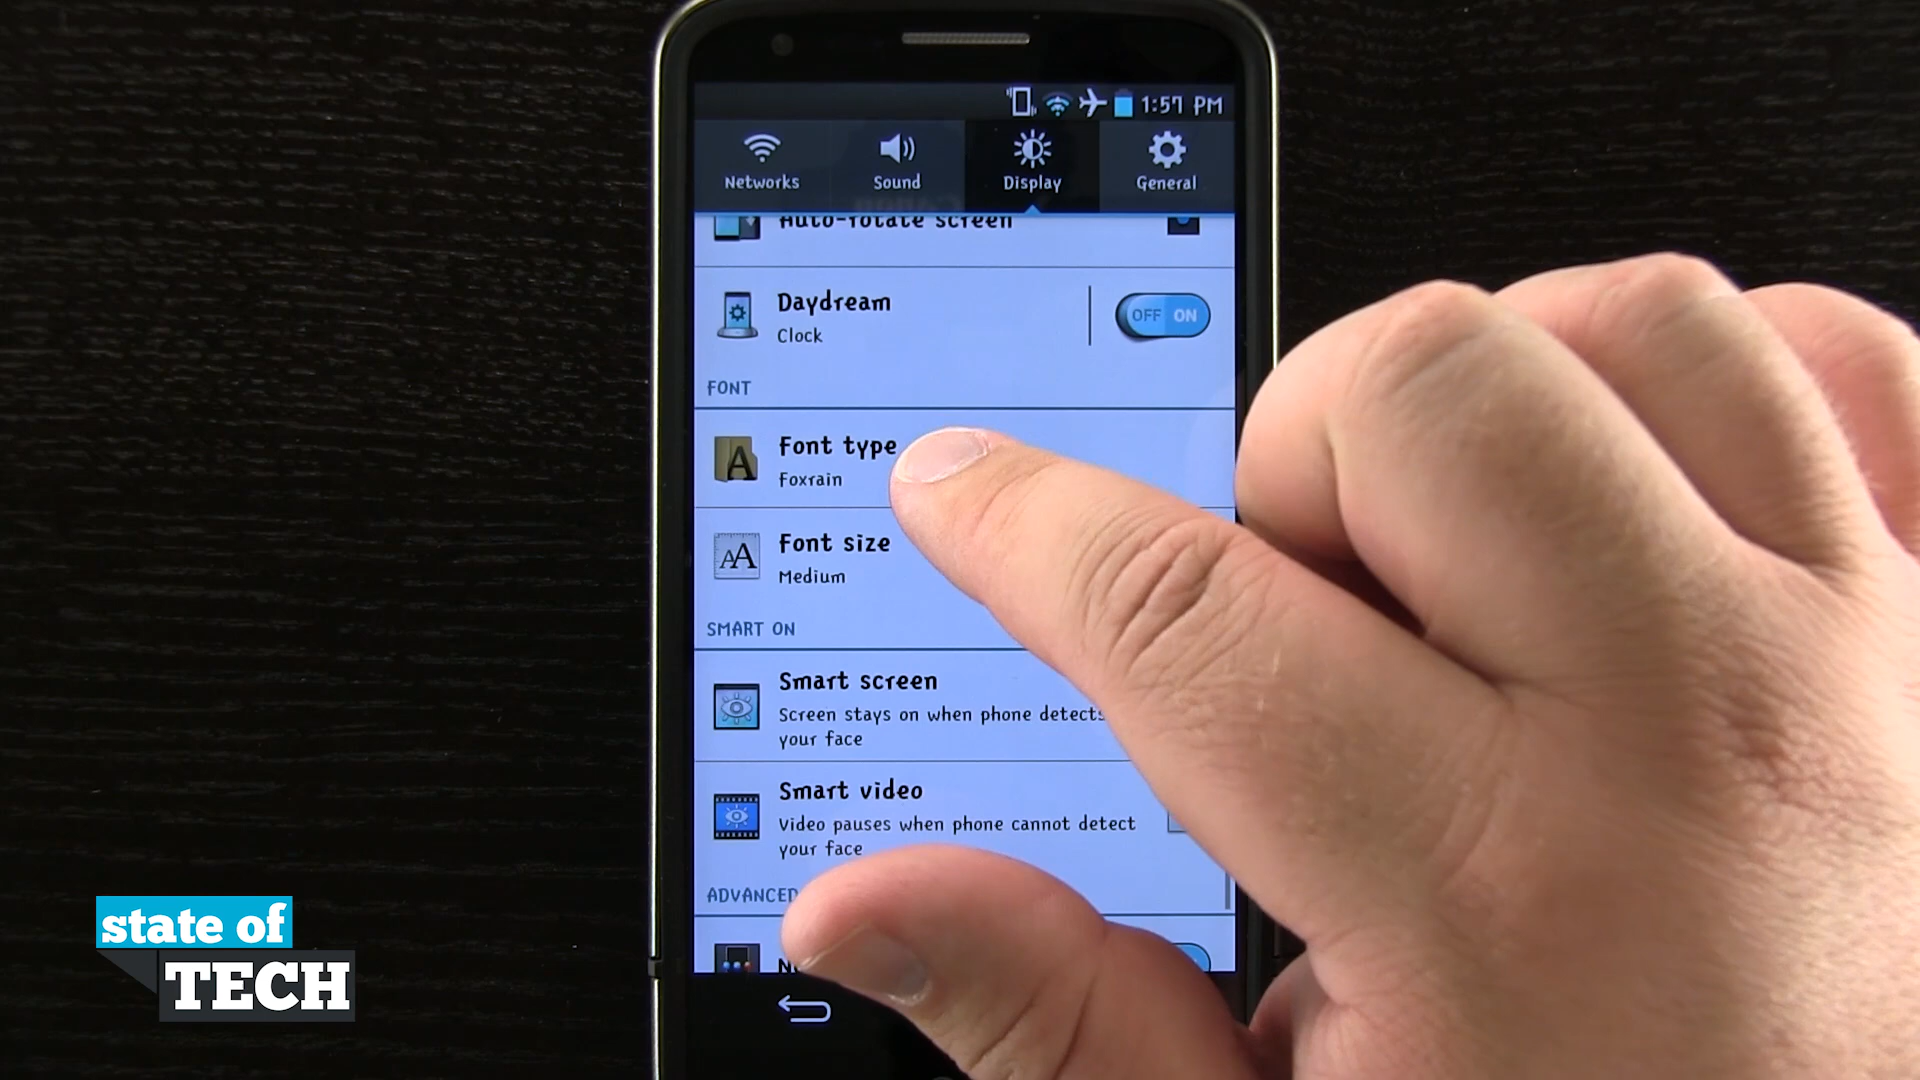 1:57 PM
Networks
Sound
Display
General
Auto-rotate screen
Daydream
OFF ON
Clock
FONT
Font type
Foxrain
A
Font size
AA
Medium
SMART ON
Smart screen
Screen stays on when phone detects
your face
Smart video
Video pauses when phone cannot detect
your face
ADVANCED
state of
TECH